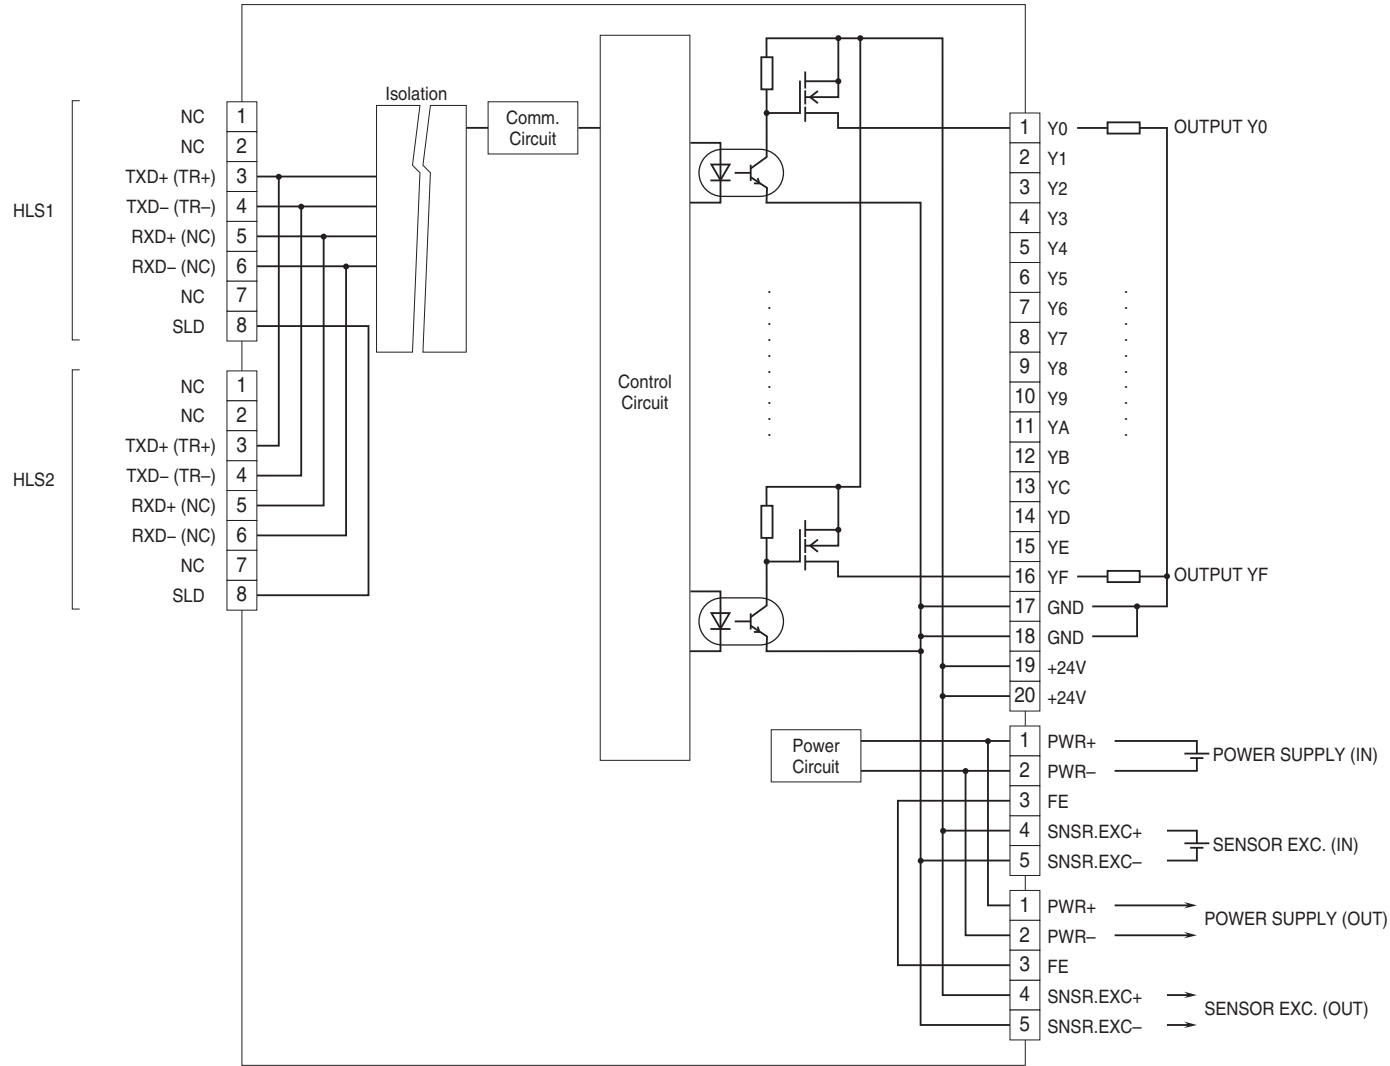 HLS1
NC 1
NC 2
TXD+ (TR+) 3
TXD− (TR−) 4
RXD+ (NC) 5
RXD− (NC) 6
NC 7
SLD 8
HLS2
NC 1
NC 2
TXD+ (TR+) 3
TXD− (TR−) 4
RXD+ (NC) 5
RXD− (NC) 6
NC 7
SLD 8
Isolation
Comm.
Circuit
Control
Circuit
Power
Circuit
1 Y0 OUTPUT Y0
2 Y1
3 Y2
4 Y3
5 Y4
6 Y5
7 Y6
8 Y7
9 Y8
10 Y9
11 YA
12 YB
13 YC
14 YD
15 YE
16 YF OUTPUT YF
17 GND
18 GND
19 +24V
20 +24V
1 PWR+
2 PWR−
POWER SUPPLY (IN)
3 FE
4 SNSR.EXC+
5 SNSR.EXC−
SENSOR EXC. (IN)
1 PWR+
2 PWR−
POWER SUPPLY (OUT)
3 FE
4 SNSR.EXC+
5 SNSR.EXC−
SENSOR EXC. (OUT)